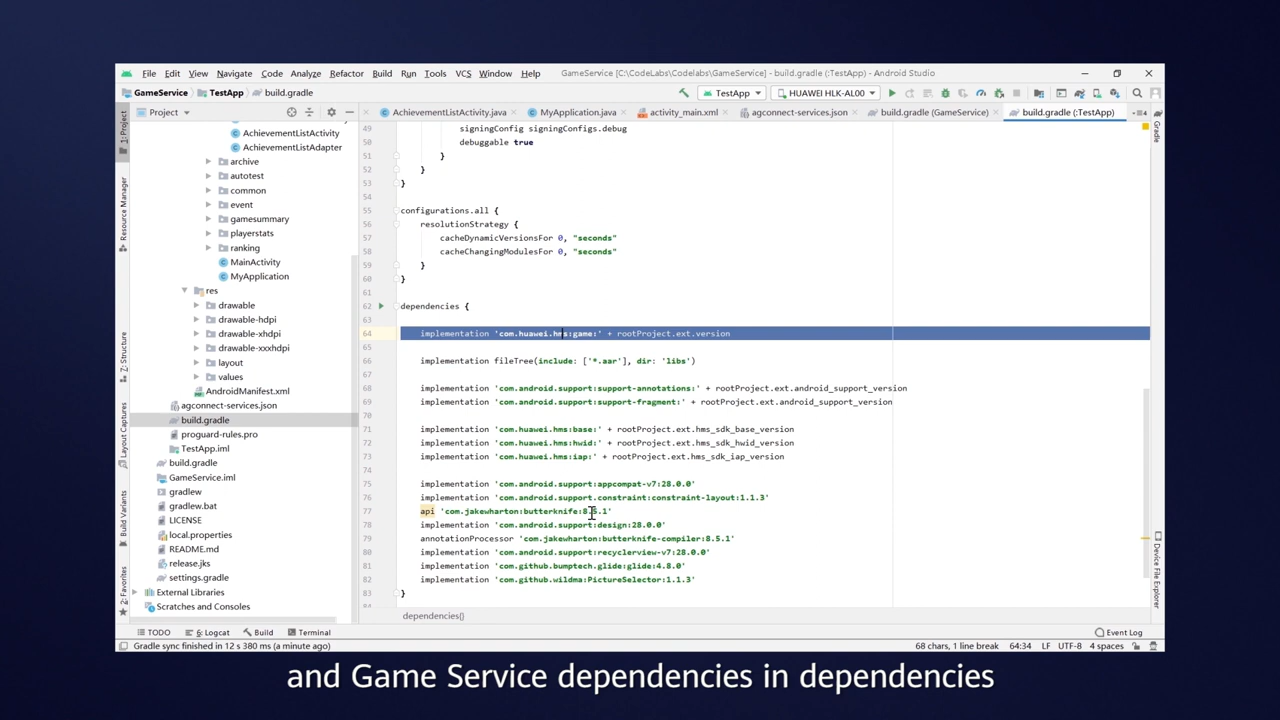 File Edit View Navigate Code Analyze Refactor Build Run Tools VCS Window Help GameService [C:\CodeLabs\Codelabs\GameService] - build.gradle (:TestApp) - Android Studio
GameService TestApp build.gradle TestApp HUAWEI HLK-AL00
Project AchievementListActivity.java MyApplication.java activity_main.xml agconnect-services.json build.gradle (GameService) build.gradle (:TestApp)
1: Project
Resource Manager
7: Structure
Layout Captures
Build Variants
2: Favorites
AchievementListActivity
AchievementListAdapter
archive
autotest
common
event
gamesummary
playerstats
ranking
MainActivity
MyApplication
res
drawable
drawable-hdpi
drawable-xhdpi
drawable-xxxhdpi
layout
values
AndroidManifest.xml
agconnect-services.json
build.gradle
proguard-rules.pro
TestApp.iml
build.gradle
GameService.iml
gradlew
gradlew.bat
LICENSE
local.properties
README.md
release.jks
settings.gradle
External Libraries
Scratches and Consoles
49 signingConfig signingConfigs.debug
50 debuggable true
51 }
52 }
53 }
54
55 configurations.all {
56 resolutionStrategy {
57 cacheDynamicVersionsFor 0, "seconds"
58 cacheChangingModulesFor 0, "seconds"
59 }
60 }
61
62 dependencies {
63
64 implementation 'com.huawei.hms:game:' + rootProject.ext.version
65
66 implementation fileTree(include: ['*.aar'], dir: 'libs')
67
68 implementation 'com.android.support:support-annotations:' + rootProject.ext.android_support_version
69 implementation 'com.android.support:support-fragment:' + rootProject.ext.android_support_version
70
71 implementation 'com.huawei.hms:base:' + rootProject.ext.hms_sdk_base_version
72 implementation 'com.huawei.hms:hwid:' + rootProject.ext.hms_sdk_hwid_version
73 implementation 'com.huawei.hms:iap:' + rootProject.ext.hms_sdk_iap_version
74
75 implementation 'com.android.support:appcompat-v7:28.0.0'
76 implementation 'com.android.support.constraint:constraint-layout:1.1.3'
77 api 'com.jakewharton:butterknife:8.5.1'
78 implementation 'com.android.support:design:28.0.0'
79 annotationProcessor 'com.jakewharton:butterknife-compiler:8.5.1'
80 implementation 'com.android.support:recyclerview-v7:28.0.0'
81 implementation 'com.github.bumptech.glide:glide:4.8.0'
82 implementation 'com.github.wildma:PictureSelector:1.1.3'
83 }
dependencies{}
Gradle
Device File Explorer
TODO 6: Logcat Build Terminal Event Log
Gradle sync finished in 12 s 380 ms (a minute ago) 68 chars, 1 line break 64:34 LF UTF-8 4 spaces
and Game Service dependencies in dependencies